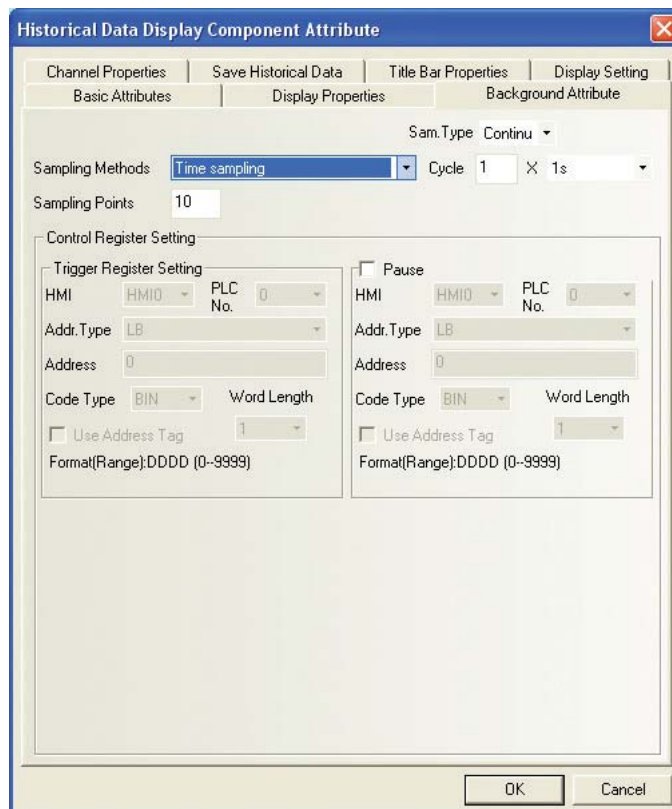 Historical Data Display Component Attribute
Channel Properties Save Historical Data Title Bar Properties Display Setting
Basic Attributes Display Properties Background Attribute
Sam.Type Continu
Sampling Methods Time sampling Cycle 1 X 1s
Sampling Points 10
Control Register Setting
Trigger Register Setting
HMI HMI0 PLC No. 0
Addr.Type LB
Address 0
Code Type BIN Word Length
Use Address Tag 1
Format(Range):DDDD (0--9999)
Pause
HMI HMI0 PLC No. 0
Addr.Type LB
Address 0
Code Type BIN Word Length
Use Address Tag 1
Format(Range):DDDD (0--9999)
OK Cancel